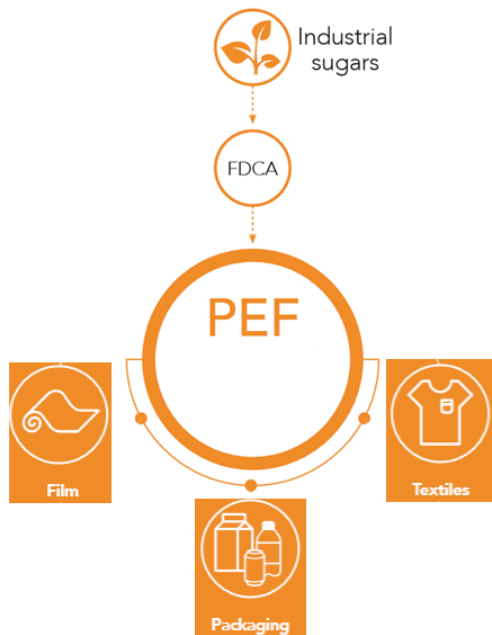 Industrial
sugars
FDCA
PEF
Film
Textiles
Packaging